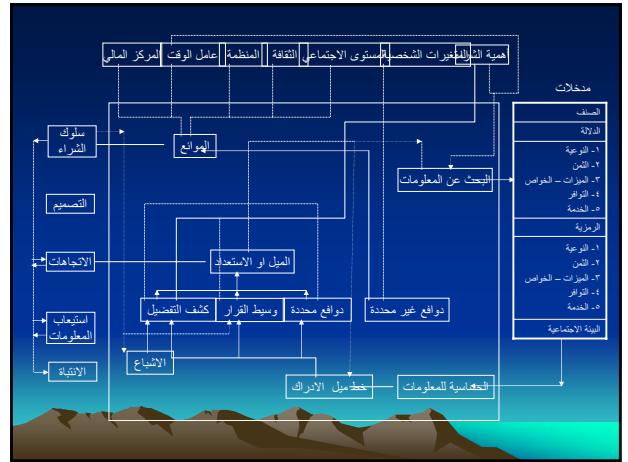 أهمية الشراء
المتغيرات الشخصية
المستوى الاجتماعي
الثقافة
المنظمة
عامل الوقت
المركز المالي
مدخلات
الصنف
الدلالة
١- النوعية
٢- الثمن
٣- الميزات – الخواص
٤- التوافر
٥- الخدمة
الرمزية
١- النوعية
٢- الثمن
٣- الميزات – الخواص
٤- التوافر
٥- الخدمة
البيئة الاجتماعية
سلوك
الشراء
الموانع
البحث عن المعلومات
التصميم
الميل او الاستعداد
الاتجاهات
دوافع غير محددة
دوافع محددة
وسيط القرار
كشف التفضيل
استيعاب
المعلومات
الاشباع
الانتباة
الحساسية للمعلومات
خط ميل الادراك